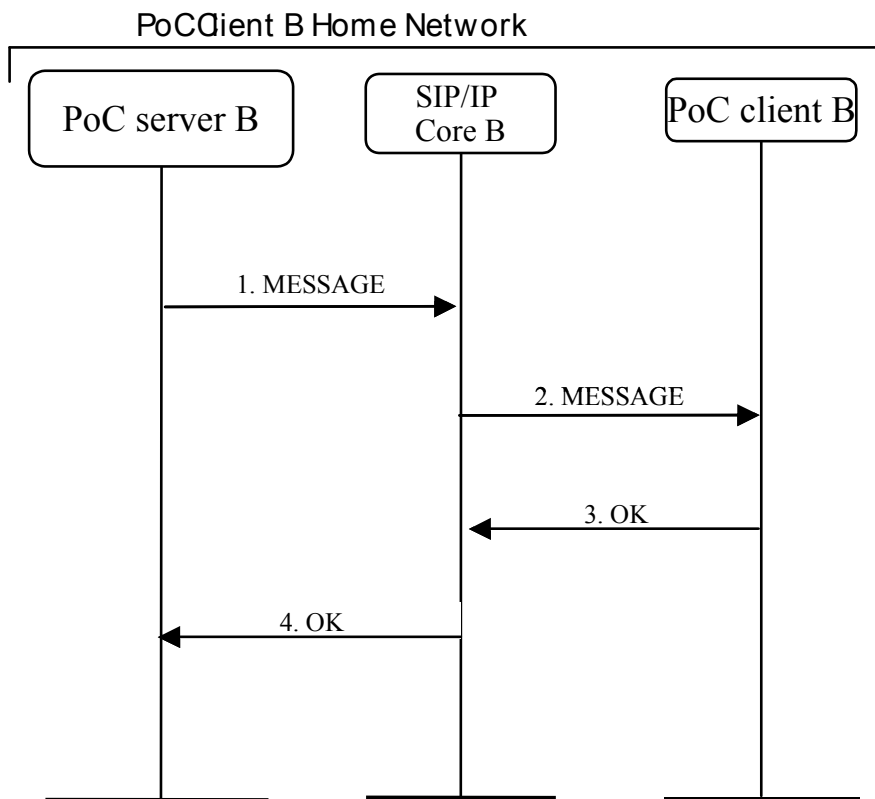 PoCClient B Home Network
PoC server B
SIP/IP
Core B
PoC client B
1. MESSAGE
2. MESSAGE
3. OK
4. OK